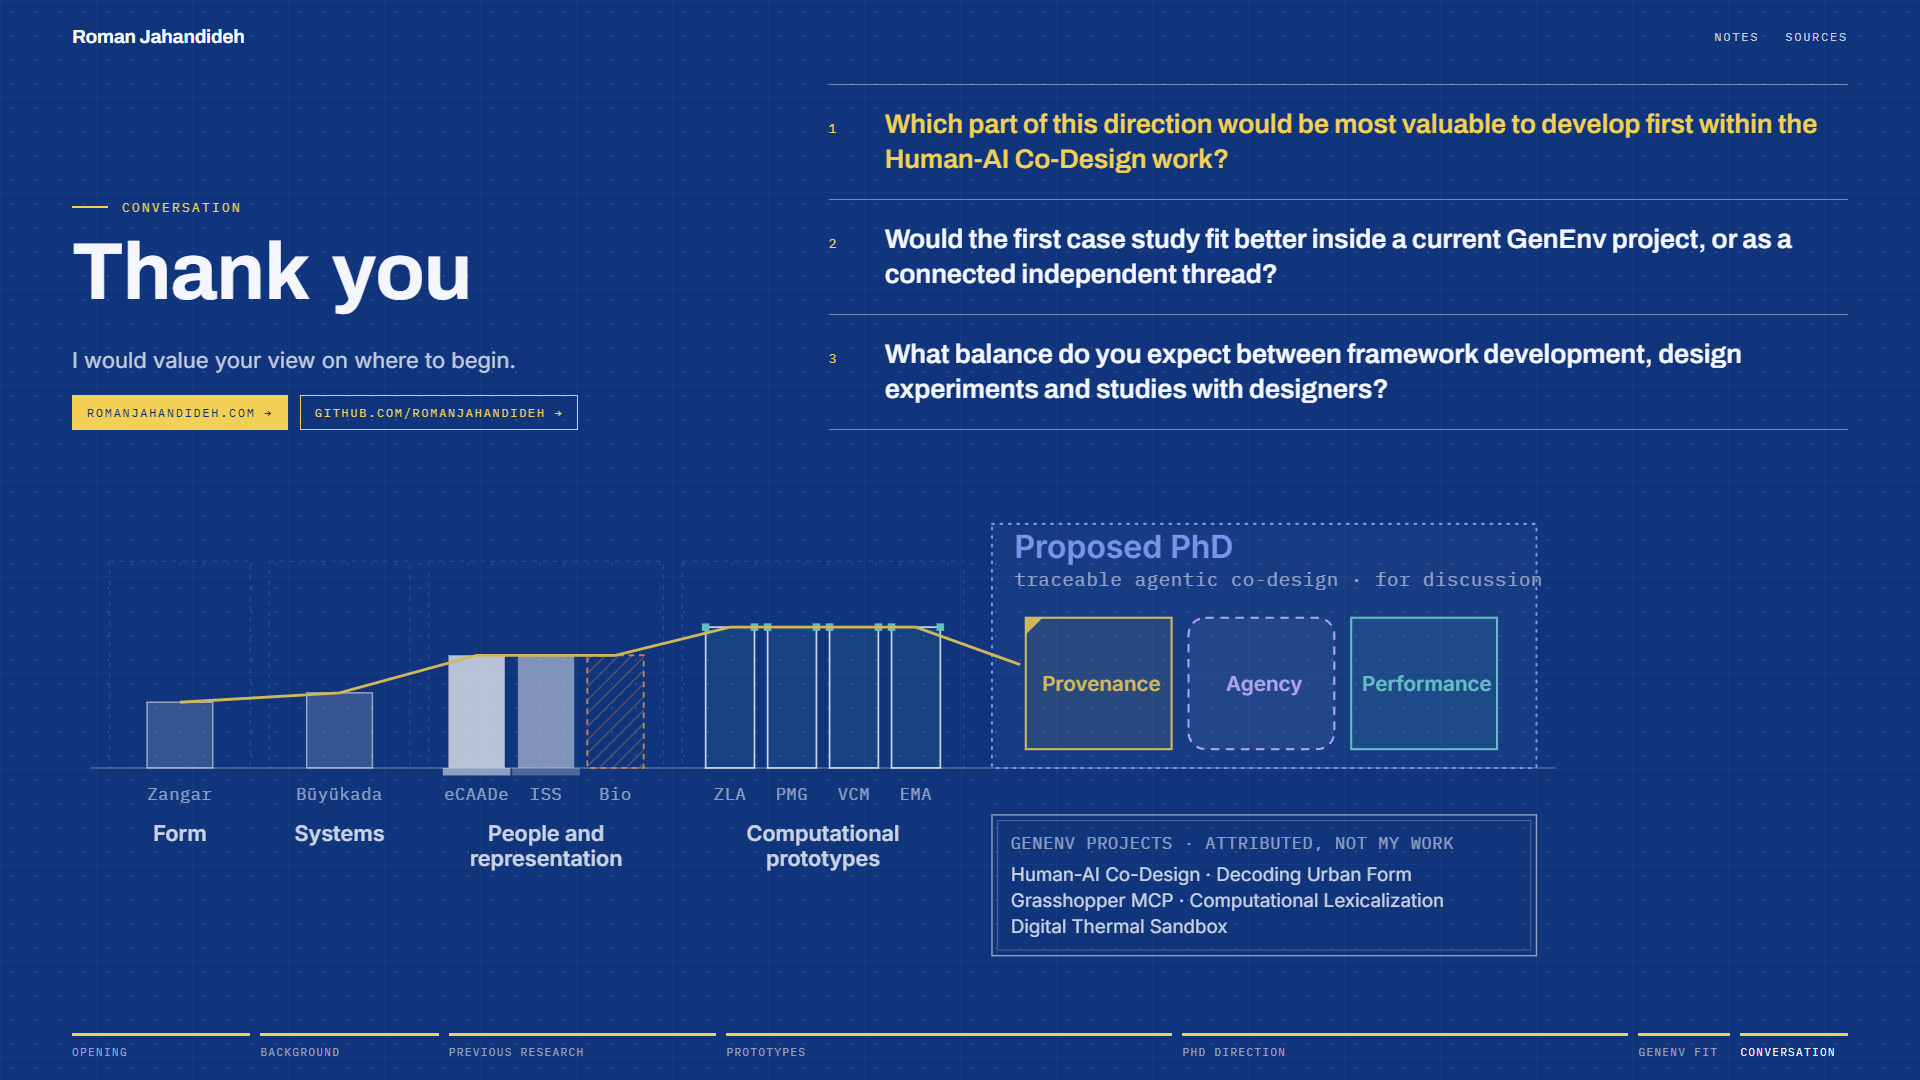 Roman Jahandideh
NOTES
SOURCES
CONVERSATION
Thank you
I would value your view on where to begin.
ROMANJAHANDIDEH.COM →
GITHUB.COM/ROMANJAHANDIDEH →
1
Which part of this direction would be most valuable to develop first within the
Human-AI Co-Design work?
2
Would the first case study fit better inside a current GenEnv project, or as a
connected independent thread?
3
What balance do you expect between framework development, design
experiments and studies with designers?
Proposed PhD
traceable agentic co-design · for discussion
Provenance
Agency
Performance
Zangar
Büyükada
eCAADe
ISS
Bio
ZLA
PMG
VCM
EMA
Form
Systems
People and
representation
Computational
prototypes
GENENV PROJECTS · ATTRIBUTED, NOT MY WORK
Human-AI Co-Design · Decoding Urban Form
Grasshopper MCP · Computational Lexicalization
Digital Thermal Sandbox
OPENING
BACKGROUND
PREVIOUS RESEARCH
PROTOTYPES
PHD DIRECTION
GENENV FIT
CONVERSATION